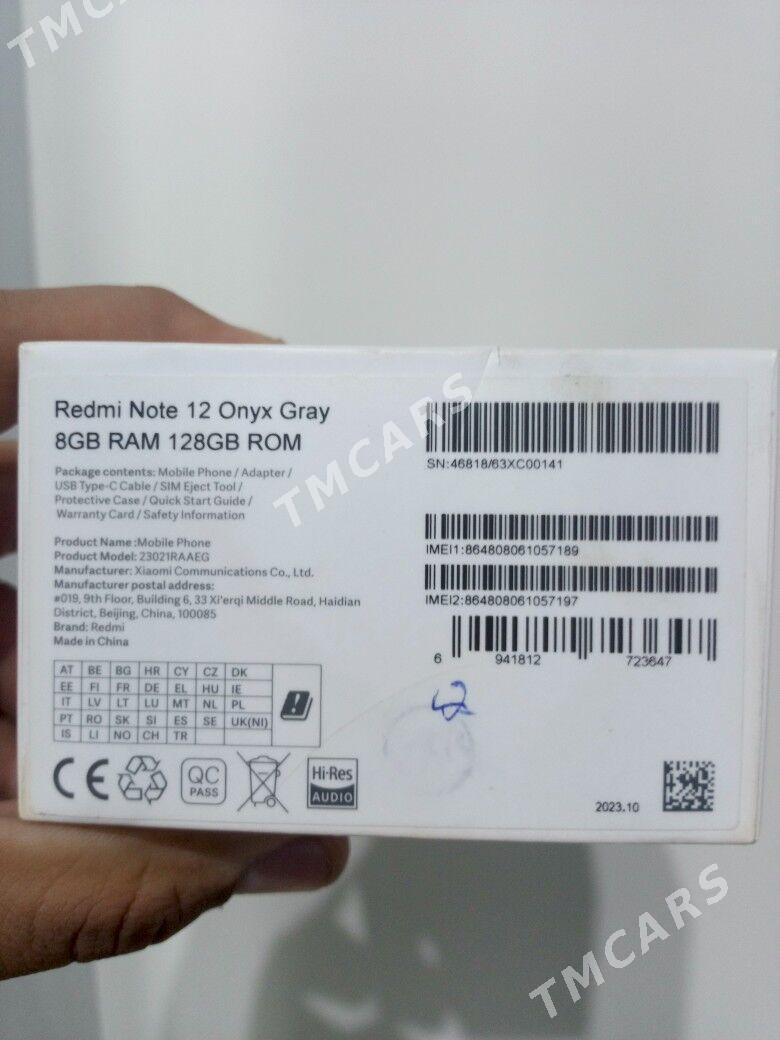 TMCARS
Redmi Note 12 Onyx Gray
8GB RAM 128GB ROM
Package contents: Mobile Phone / Adapter /
USB Type-C Cable / SIM Eject Tool /
Protective Case / Quick Start Guide /
Warranty Card / Safety Information
Product Name :Mobile Phone
Product Model: 23021RAAEG
Manufacturer: Xiaomi Communications Co., Ltd.
Manufacturer postal address:
#019, 9th Floor, Building 6, 33 Xi'erqi Middle Road, Haidian
District, Beijing, China, 100085
Brand: Redmi
Made in China
SN:46818/63XC00141
IMEI1:864808061057189
IMEI2:864808061057197
6 941812 723647
TMCARS
AT BE BG HR CY CZ DK
EE FI FR DE EL HU IE
IT LV LT LU MT NL PL
PT RO SK SI ES SE UK(NI)
IS LI NO CH TR
CE
QC
PASS
Hi-Res
AUDIO
2023.10
TMCARS